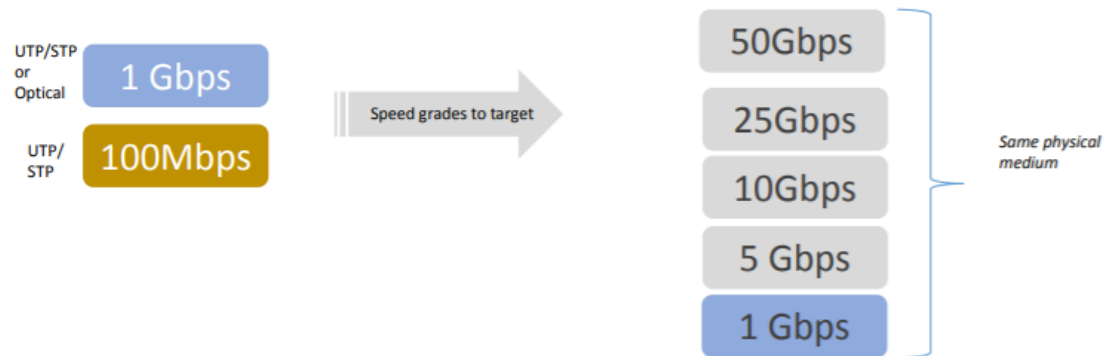 UTP/STP
or
Optical
1 Gbps
UTP/
STP
100Mbps
Speed grades to target
50Gbps
25Gbps
10Gbps
5 Gbps
1 Gbps
Same physical
medium